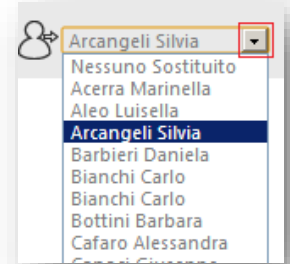 Arcangeli Silvia
Nessuno Sostituito
Acerra Marinella
Aleo Luisella
Arcangeli Silvia
Barbieri Daniela
Bianchi Carlo
Bianchi Carlo
Bottini Barbara
Cafaro Alessandra